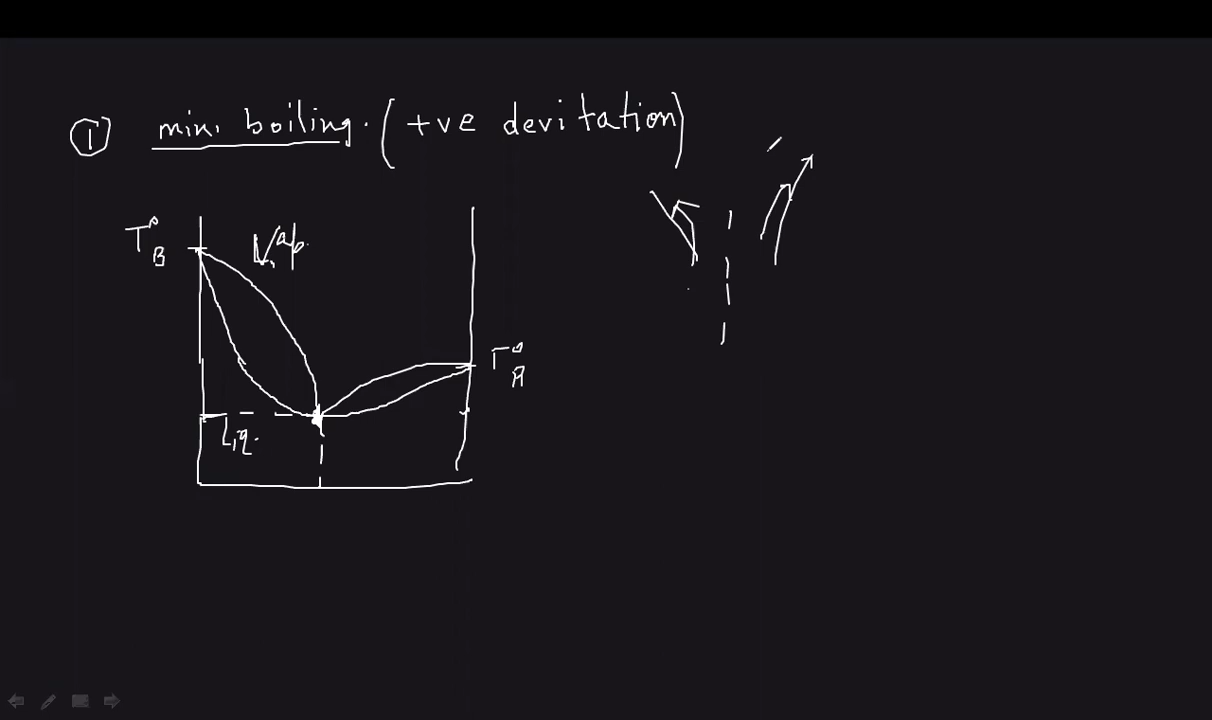 ① mini boiling. (+ve devitation)
T°B
Vap.
T°A
Liq.